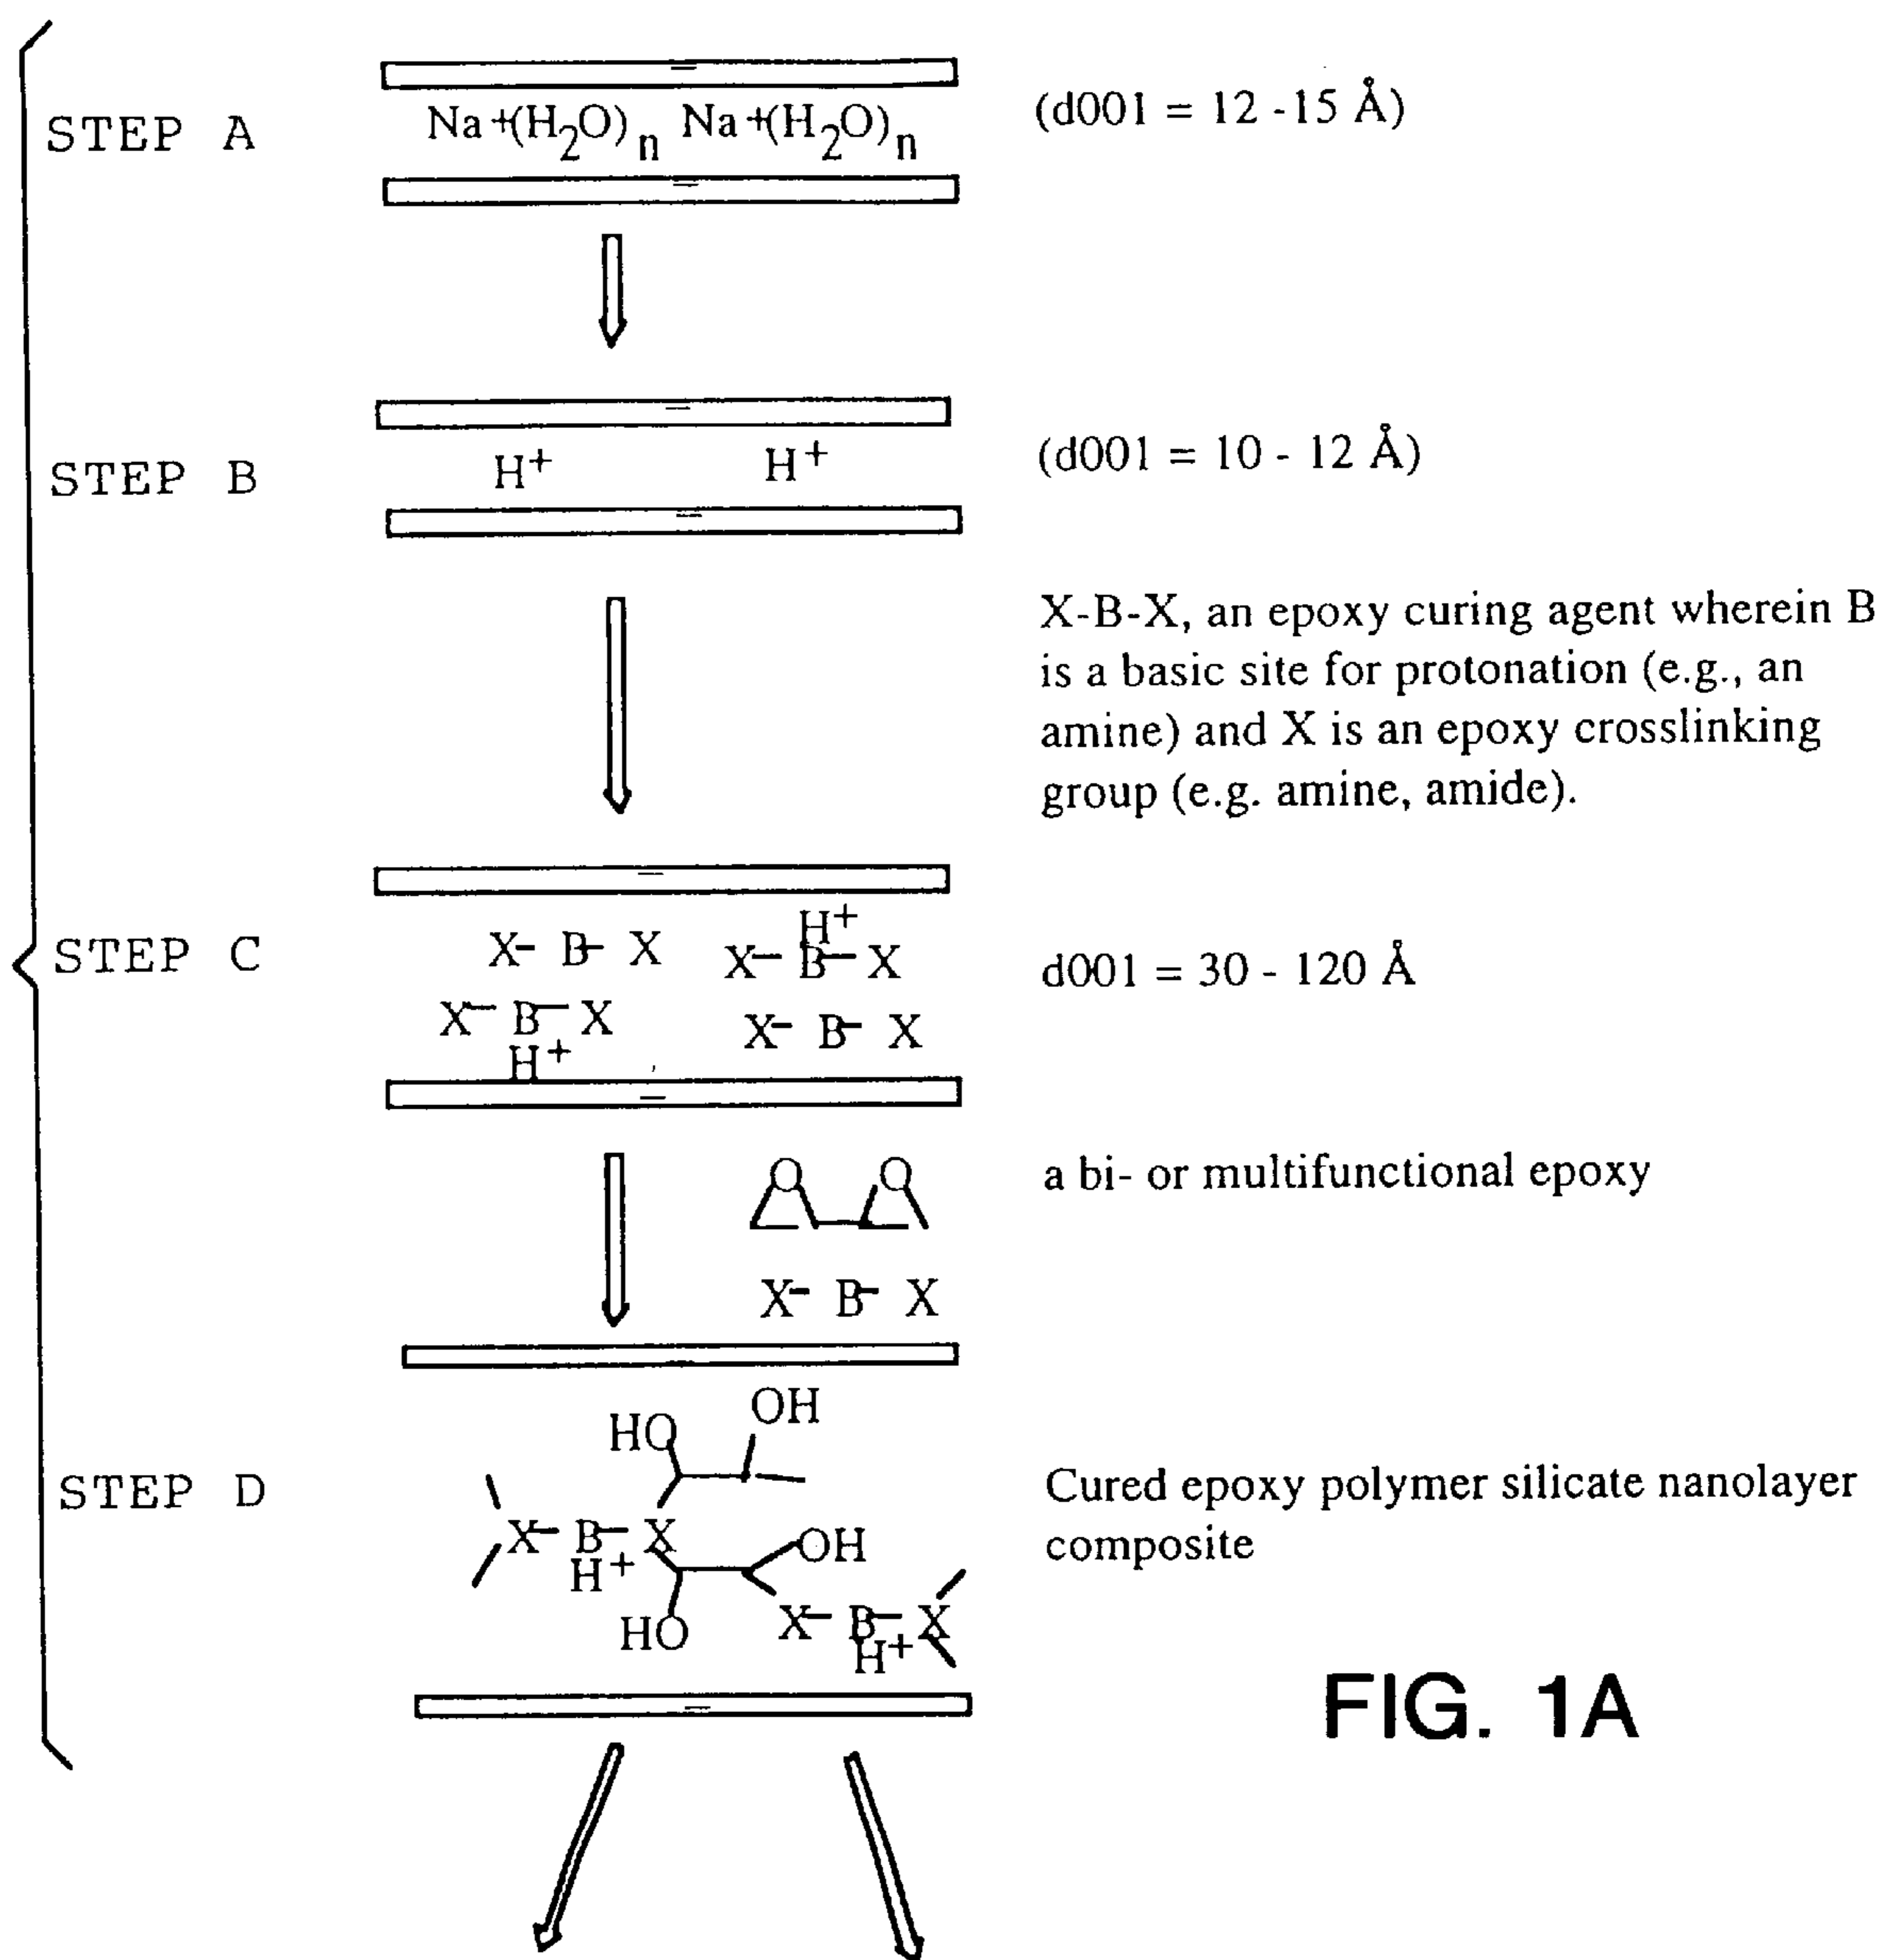 STEP A
Na+(H2O)n Na+(H2O)n
(d001 = 12 -15 Å)
STEP B
H+ H+
(d001 = 10 - 12 Å)
X-B-X, an epoxy curing agent wherein B
is a basic site for protonation (e.g., an
amine) and X is an epoxy crosslinking
group (e.g. amine, amide).
STEP C
H+
X- B- X X- B- X
X- B- X X- B- X
H+
d001 = 30 - 120 Å
O O
a bi- or multifunctional epoxy
X- B- X
STEP D
OH
HO
X- B- X
H+
OH
HO
X- B- X
H+
Cured epoxy polymer silicate nanolayer
composite
FIG. 1A